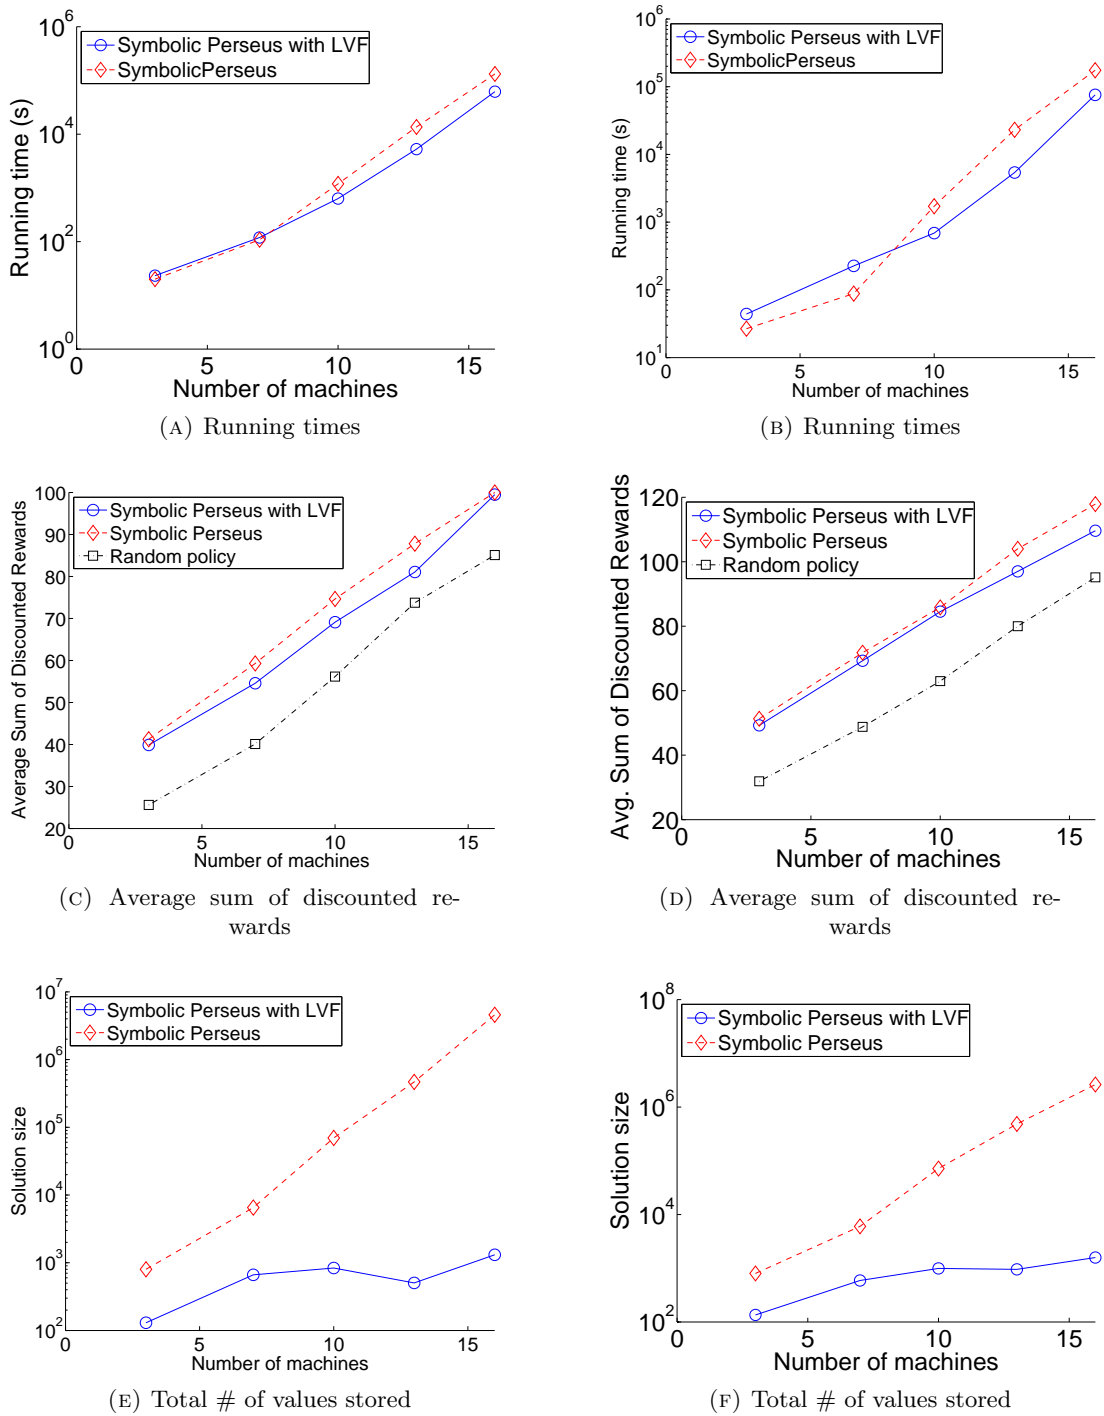 10^6
10^4
10^2
10^0
0
5
10
15
Running time (s)
Number of machines
Symbolic Perseus with LVF
SymbolicPerseus
(A) Running times
10^6
10^5
10^4
10^3
10^2
10^1
0
5
10
15
Running time (s)
Number of machines
Symbolic Perseus with LVF
SymbolicPerseus
(B) Running times
100
90
80
70
60
50
40
30
20
0
5
10
15
Average Sum of Discounted Rewards
Number of machines
Symbolic Perseus with LVF
Symbolic Perseus
Random policy
(C) Average sum of discounted re-
wards
120
100
80
60
40
20
0
5
10
15
Avg. Sum of Discounted Rewards
Number of machines
Symbolic Perseus with LVF
Symbolic Perseus
Random policy
(D) Average sum of discounted re-
wards
10^7
10^6
10^5
10^4
10^3
10^2
0
5
10
15
Solution size
Number of machines
Symbolic Perseus with LVF
Symbolic Perseus
(E) Total # of values stored
10^8
10^6
10^4
10^2
0
5
10
15
Solution size
Number of machines
Symbolic Perseus with LVF
Symbolic Perseus
(F) Total # of values stored